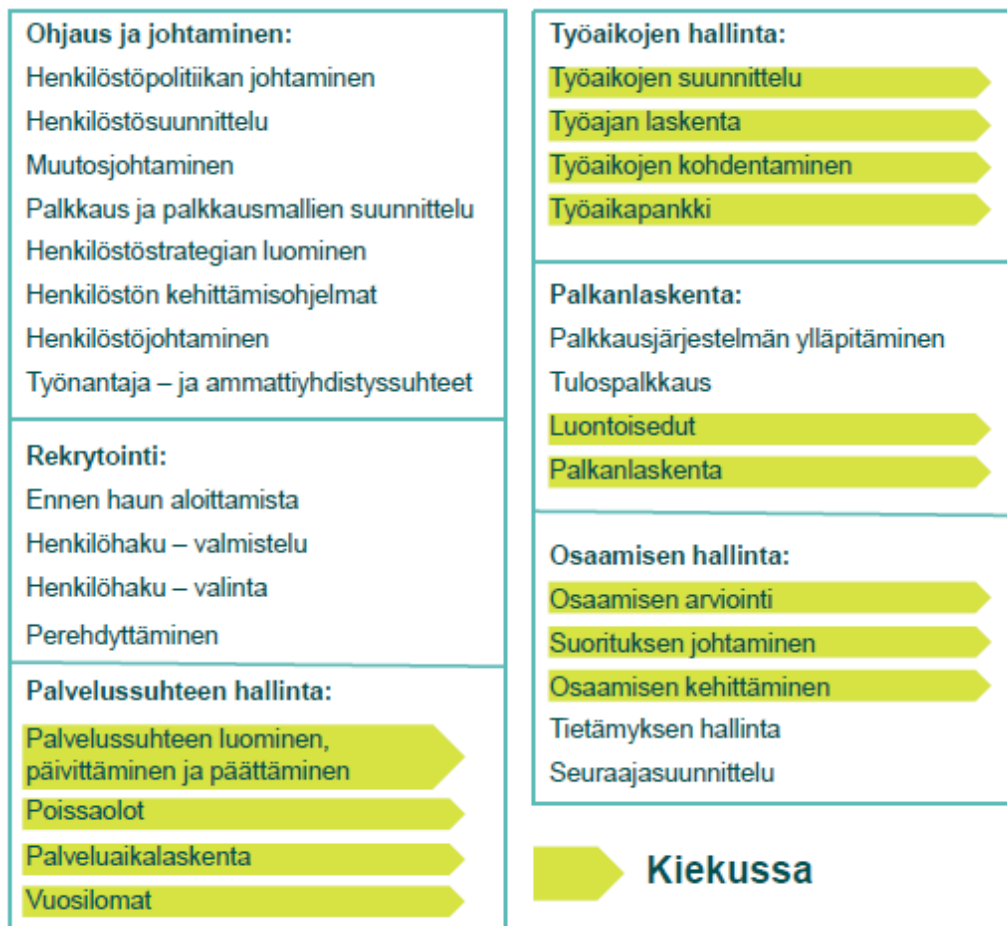 Ohjaus ja johtaminen:
Henkilöstöpolitiikan johtaminen
Henkilöstösuunnittelu
Muutosjohtaminen
Palkkaus ja palkkausmallien suunnittelu
Henkilöstöstrategian luominen
Henkilöstön kehittämisohjelmat
Henkilöstöjohtaminen
Työnantaja – ja ammattiyhdistyssuhteet
Rekrytointi:
Ennen haun aloittamista
Henkilöhaku – valmistelu
Henkilöhaku – valinta
Perehdyttäminen
Palvelussuhteen hallinta:
Palvelussuhteen luominen,
päivittäminen ja päättäminen
Poissaolot
Palveluaikalaskenta
Vuosilomat
Työaikojen hallinta:
Työaikojen suunnittelu
Työajan laskenta
Työaikojen kohdentaminen
Työaikapankki
Palkanlaskenta:
Palkkausjärjestelmän ylläpitäminen
Tulospalkkaus
Luontoisedut
Palkanlaskenta
Osaamisen hallinta:
Osaamisen arviointi
Suorituksen johtaminen
Osaamisen kehittäminen
Tietämyksen hallinta
Seuraajasuunnittelu
Kiekussa